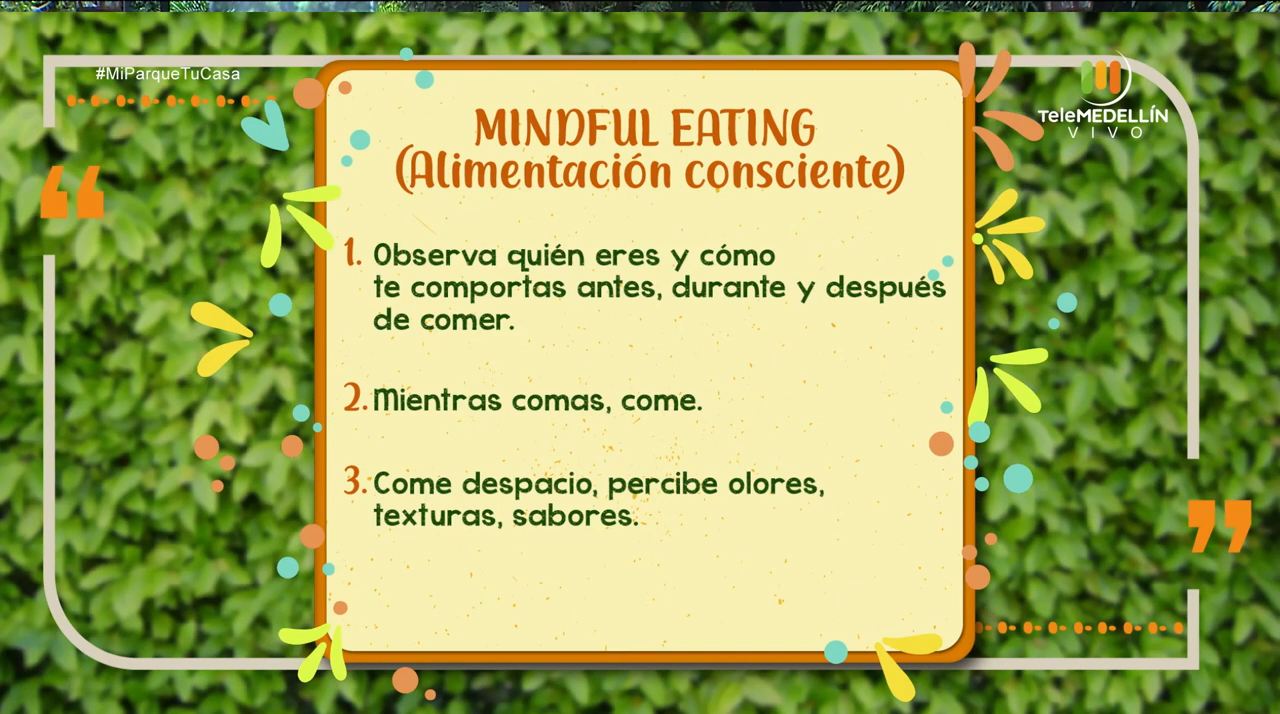 #MiParqueTuCasa
TeleMEDELLÍN
VIVO
MINDFUL EATING
(Alimentación consciente)
1. Observa quién eres y cómo
te comportas antes, durante y después
de comer.
2. Mientras comas, come.
3. Come despacio, percibe olores,
texturas, sabores.